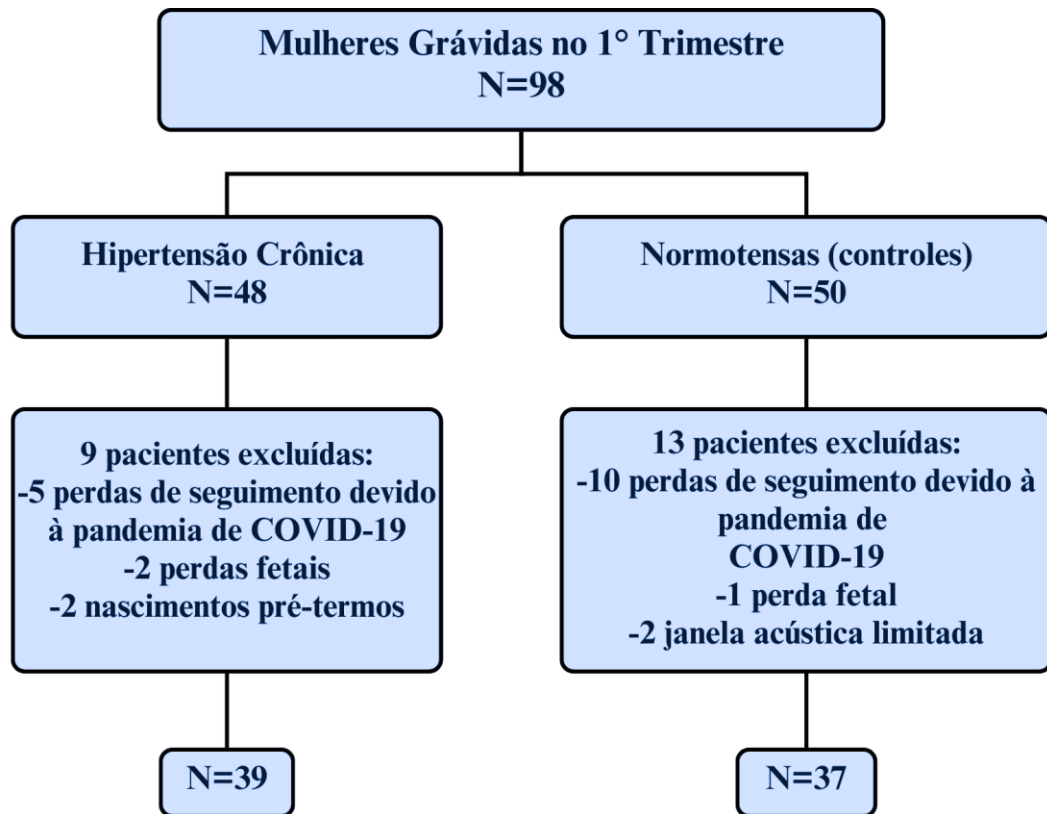 Mulheres Grávidas no 1° Trimestre
N=98
Hipertensão Crônica
N=48
Normotensas (controles)
N=50
9 pacientes excluídas:
-5 perdas de seguimento devido
à pandemia de COVID-19
-2 perdas fetais
-2 nascimentos pré-termos
13 pacientes excluídas:
-10 perdas de seguimento devido à
pandemia de
COVID-19
-1 perda fetal
-2 janela acústica limitada
N=39
N=37